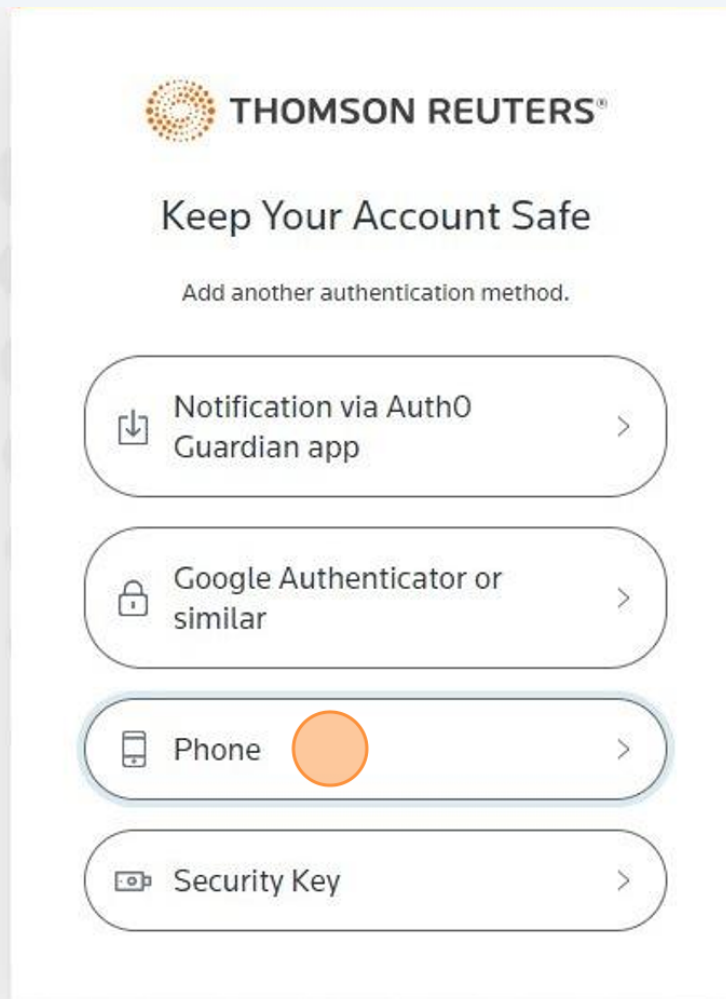 THOMSON REUTERS®
Keep Your Account Safe
Add another authentication method.
Notification via Auth0
Guardian app
Google Authenticator or
similar
Phone
Security Key